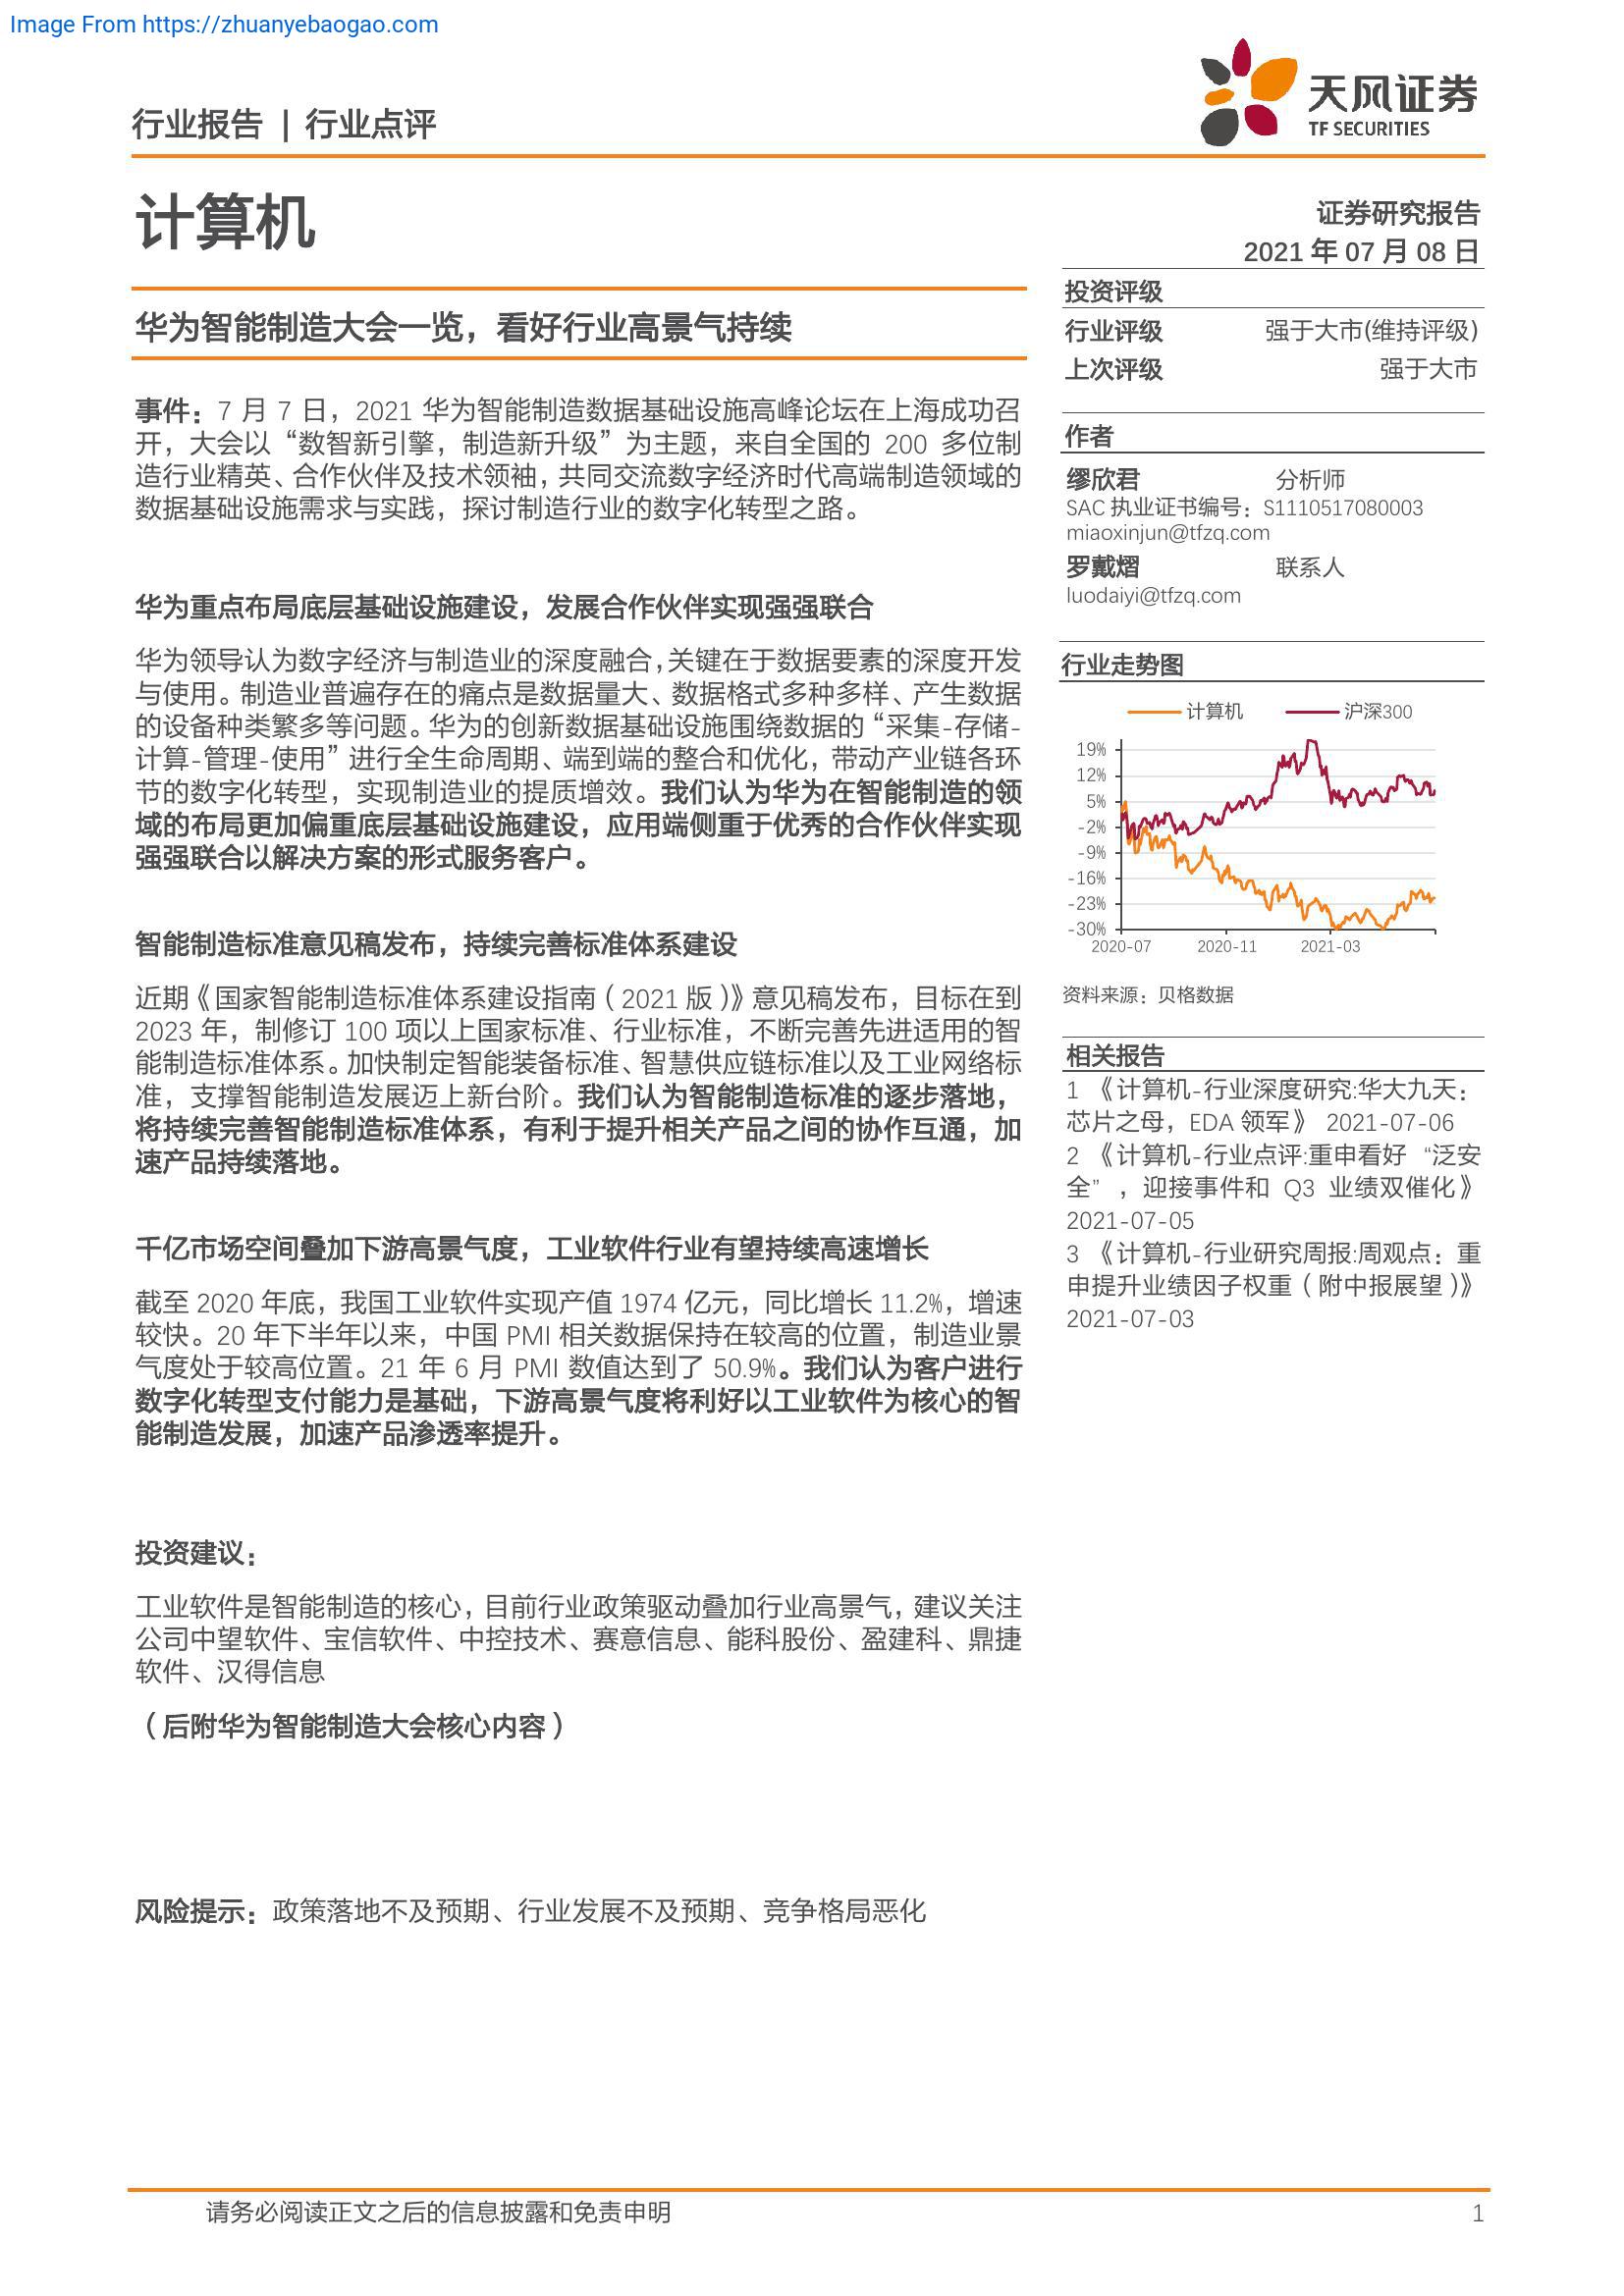 Image From https://zhuanyebaogao.com
行业报告 | 行业点评
天风证券
TF SECURITIES
计算机
证券研究报告
2021 年 07 月 08 日
华为智能制造大会一览，看好行业高景气持续
事件：7 月 7 日，2021 华为智能制造数据基础设施高峰论坛在上海成功召
开，大会以“数智新引擎，制造新升级”为主题，来自全国的 200 多位制
造行业精英、合作伙伴及技术领袖，共同交流数字经济时代高端制造领域的
数据基础设施需求与实践，探讨制造行业的数字化转型之路。
华为重点布局底层基础设施建设，发展合作伙伴实现强强联合
华为领导认为数字经济与制造业的深度融合，关键在于数据要素的深度开发
与使用。制造业普遍存在的痛点是数据量大、数据格式多种多样、产生数据
的设备种类繁多等问题。华为的创新数据基础设施围绕数据的“采集-存储-
计算-管理-使用”进行全生命周期、端到端的整合和优化，带动产业链各环
节的数字化转型，实现制造业的提质增效。我们认为华为在智能制造的领
域的布局更加偏重底层基础设施建设，应用端侧重于优秀的合作伙伴实现
强强联合以解决方案的形式服务客户。
智能制造标准意见稿发布，持续完善标准体系建设
近期《国家智能制造标准体系建设指南（2021 版）》意见稿发布，目标在到
2023 年，制修订 100 项以上国家标准、行业标准，不断完善先进适用的智
能制造标准体系。加快制定智能装备标准、智慧供应链标准以及工业网络标
准，支撑智能制造发展迈上新台阶。我们认为智能制造标准的逐步落地，
将持续完善智能制造标准体系，有利于提升相关产品之间的协作互通，加
速产品持续落地。
千亿市场空间叠加下游高景气度，工业软件行业有望持续高速增长
截至 2020 年底，我国工业软件实现产值 1974 亿元，同比增长 11.2%，增速
较快。20 年下半年以来，中国 PMI 相关数据保持在较高的位置，制造业景
气度处于较高位置。21 年 6 月 PMI 数值达到了 50.9%。我们认为客户进行
数字化转型支付能力是基础，下游高景气度将利好以工业软件为核心的智
能制造发展，加速产品渗透率提升。
投资建议：
工业软件是智能制造的核心，目前行业政策驱动叠加行业高景气，建议关注
公司中望软件、宝信软件、中控技术、赛意信息、能科股份、盈建科、鼎捷
软件、汉得信息
（后附华为智能制造大会核心内容）
风险提示：政策落地不及预期、行业发展不及预期、竞争格局恶化
投资评级
行业评级 强于大市(维持评级)
上次评级 强于大市
作者
缪欣君 分析师
SAC 执业证书编号：S1110517080003
miaoxinjun@tfzq.com
罗戴熠 联系人
luodaiyi@tfzq.com
行业走势图
计算机 沪深300
19%
12%
5%
-2%
-9%
-16%
-23%
-30%
2020-07 2020-11 2021-03
资料来源：贝格数据
相关报告
1 《计算机-行业深度研究:华大九天：
芯片之母，EDA 领军》 2021-07-06
2 《计算机-行业点评:重申看好 “泛安
全”，迎接事件和 Q3 业绩双催化》
2021-07-05
3 《计算机-行业研究周报:周观点：重
申提升业绩因子权重（附中报展望）》
2021-07-03
请务必阅读正文之后的信息披露和免责申明 1